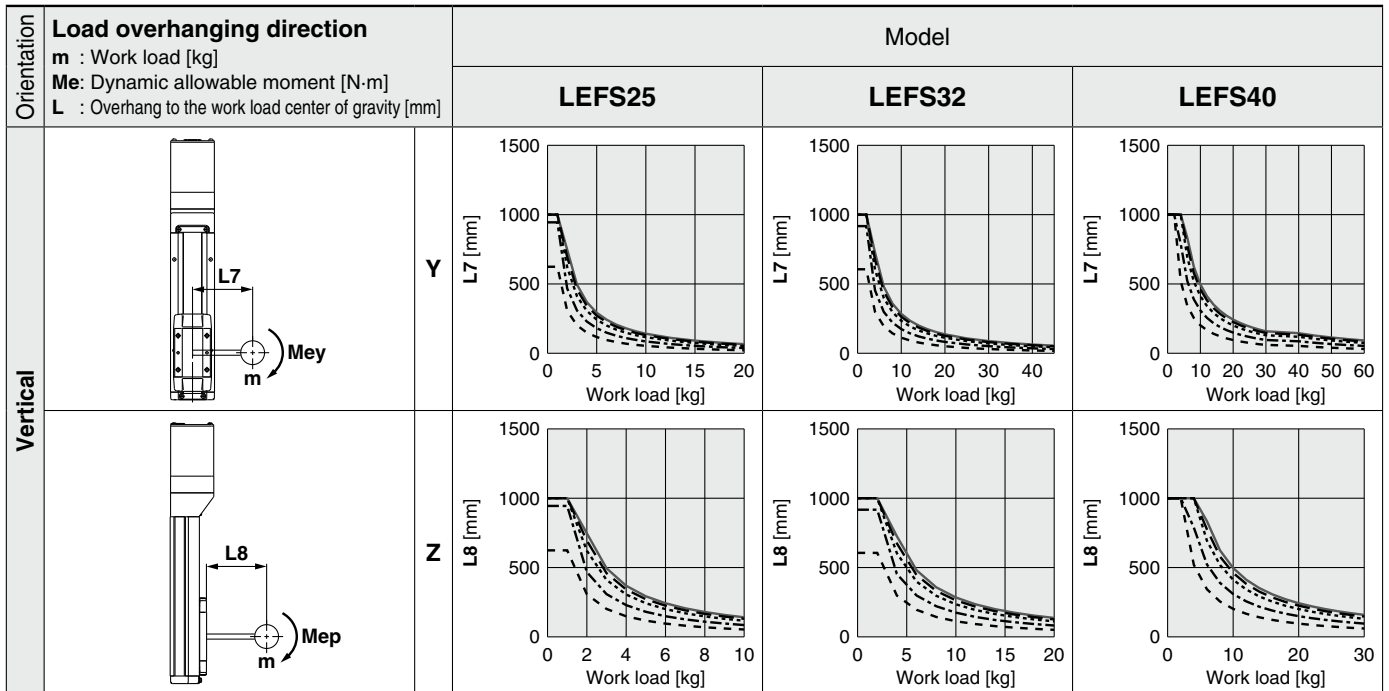 Orientation
Load overhanging direction
m : Work load [kg]
Me: Dynamic allowable moment [N·m]
L : Overhang to the work load center of gravity [mm]
Model
LEFS25
LEFS32
LEFS40
Vertical
L7
Mey
m
Y
L7 [mm]
1500
1000
500
0
0 5 10 15 20
Work load [kg]
L7 [mm]
1500
1000
500
0
0 10 20 30 40
Work load [kg]
L7 [mm]
1500
1000
500
0
0 10 20 30 40 50 60
Work load [kg]
L8
Mep
m
Z
L8 [mm]
1500
1000
500
0
0 2 4 6 8 10
Work load [kg]
L8 [mm]
1500
1000
500
0
0 5 10 15 20
Work load [kg]
L8 [mm]
1500
1000
500
0
0 10 20 30
Work load [kg]